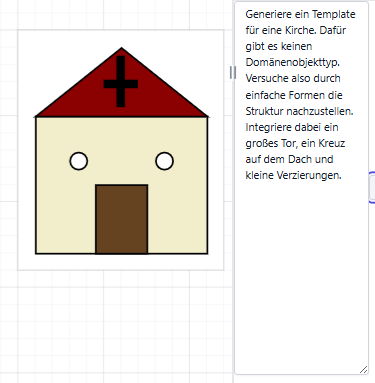 Generiere ein Template
für eine Kirche. Dafür
gibt es keinen
Domänenobjekttyp.
Versuche also durch
einfache Formen die
Struktur nachzustellen.
Integriere dabei ein
großes Tor, ein Kreuz
auf dem Dach und
kleine Verzierungen.